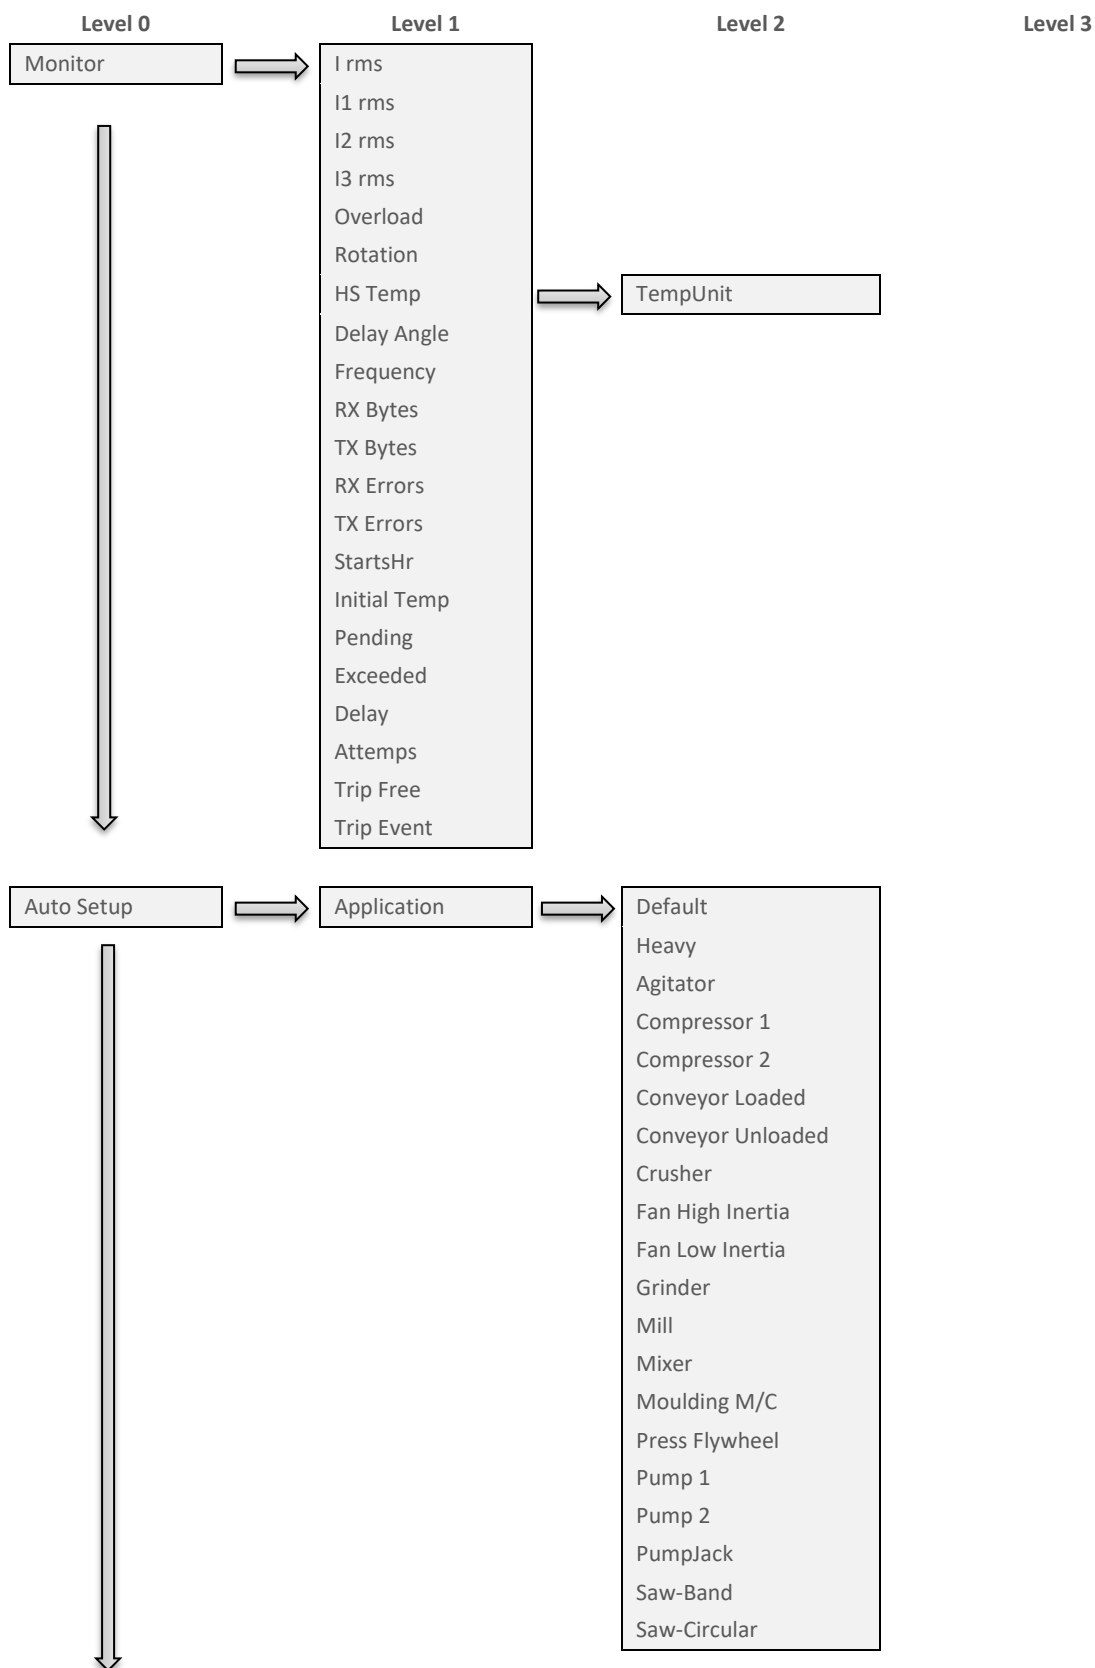 Level 0 Level 1 Level 2 Level 3
Monitor I rms
I1 rms
I2 rms
I3 rms
Overload
Rotation
HS Temp TempUnit
Delay Angle
Frequency
RX Bytes
TX Bytes
RX Errors
TX Errors
StartsHr
Initial Temp
Pending
Exceeded
Delay
Attemps
Trip Free
Trip Event
Auto Setup Application Default
Heavy
Agitator
Compressor 1
Compressor 2
Conveyor Loaded
Conveyor Unloaded
Crusher
Fan High Inertia
Fan Low Inertia
Grinder
Mill
Mixer
Moulding M/C
Press Flywheel
Pump 1
Pump 2
PumpJack
Saw-Band
Saw-Circular